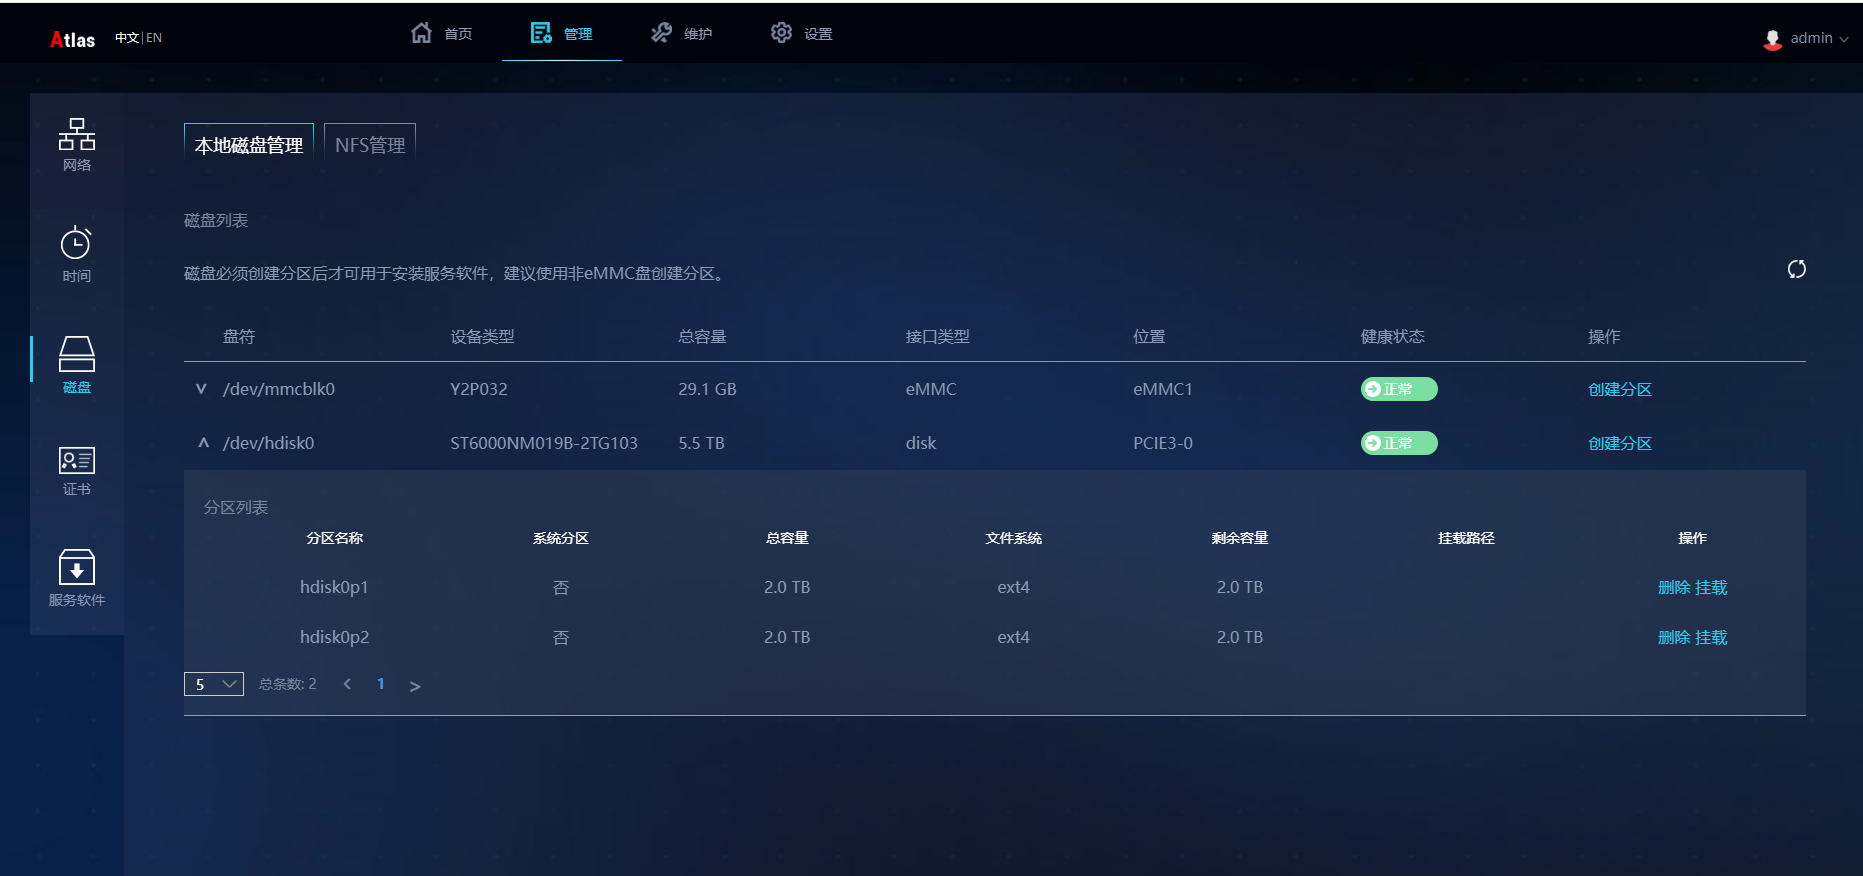 Atlas 中文|EN 首页 管理 维护 设置 admin
网络
时间
磁盘
证书
服务软件
本地磁盘管理 NFS管理
磁盘列表
磁盘必须创建分区后才可用于安装服务软件，建议使用非eMMC盘创建分区。
盘符 设备类型 总容量 接口类型 位置 健康状态 操作
/dev/mmcblk0 Y2P032 29.1 GB eMMC eMMC1 正常 创建分区
/dev/hdisk0 ST6000NM019B-2TG103 5.5 TB disk PCIE3-0 正常 创建分区
分区列表
分区名称 系统分区 总容量 文件系统 剩余容量 挂载路径 操作
hdisk0p1 否 2.0 TB ext4 2.0 TB 删除 挂载
hdisk0p2 否 2.0 TB ext4 2.0 TB 删除 挂载
5 总条数: 2 < 1 >